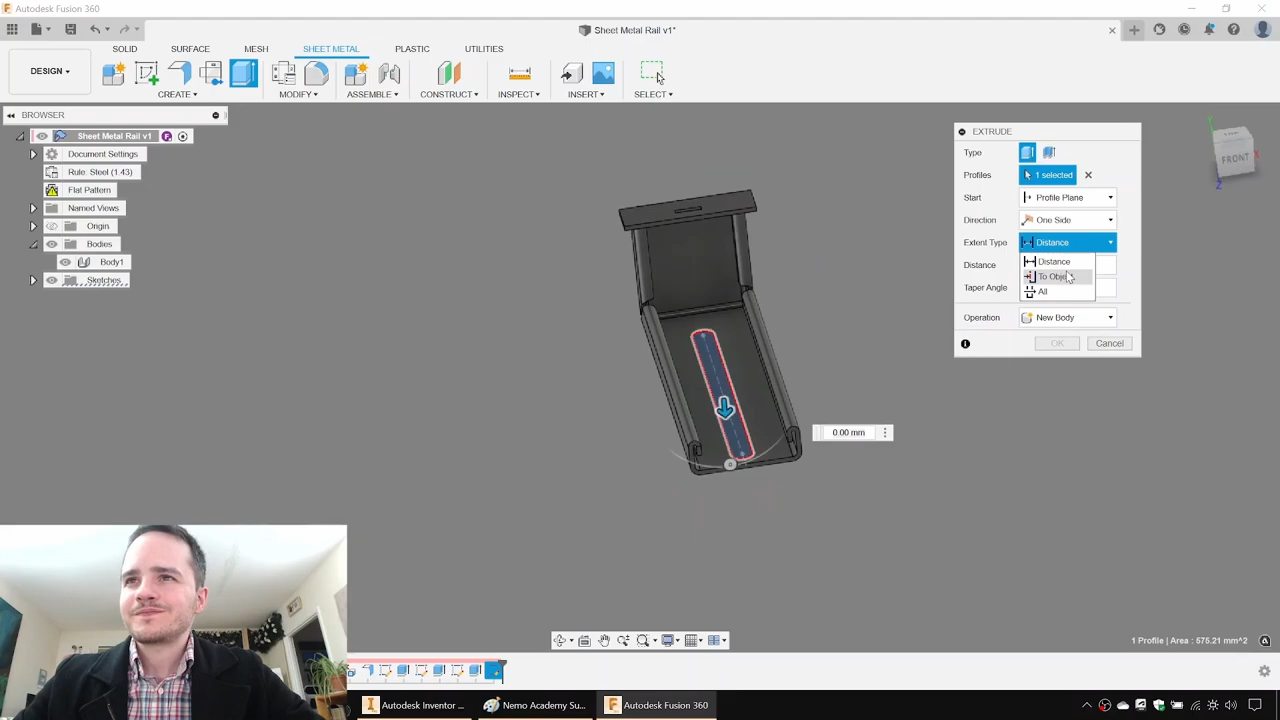 Autodesk Fusion 360
Sheet Metal Rail v1*
SOLID SURFACE MESH SHEET METAL PLASTIC UTILITIES
DESIGN
CREATE MODIFY ASSEMBLE CONSTRUCT INSPECT INSERT SELECT
BROWSER
Sheet Metal Rail v1
Document Settings
Rule: Steel (1.43)
Flat Pattern
Named Views
Origin
Bodies
Body1
Sketches
EXTRUDE
Type
Profiles 1 selected
Start Profile Plane
Direction One Side
Extent Type Distance
Distance
To Obj
All
Distance
Taper Angle
Operation New Body
OK Cancel
FRONT
Z
0.00 mm
1 Profile | Area : 575.21 mm^2
Autodesk Inventor ...
Nemo Academy Su...
Autodesk Fusion 360